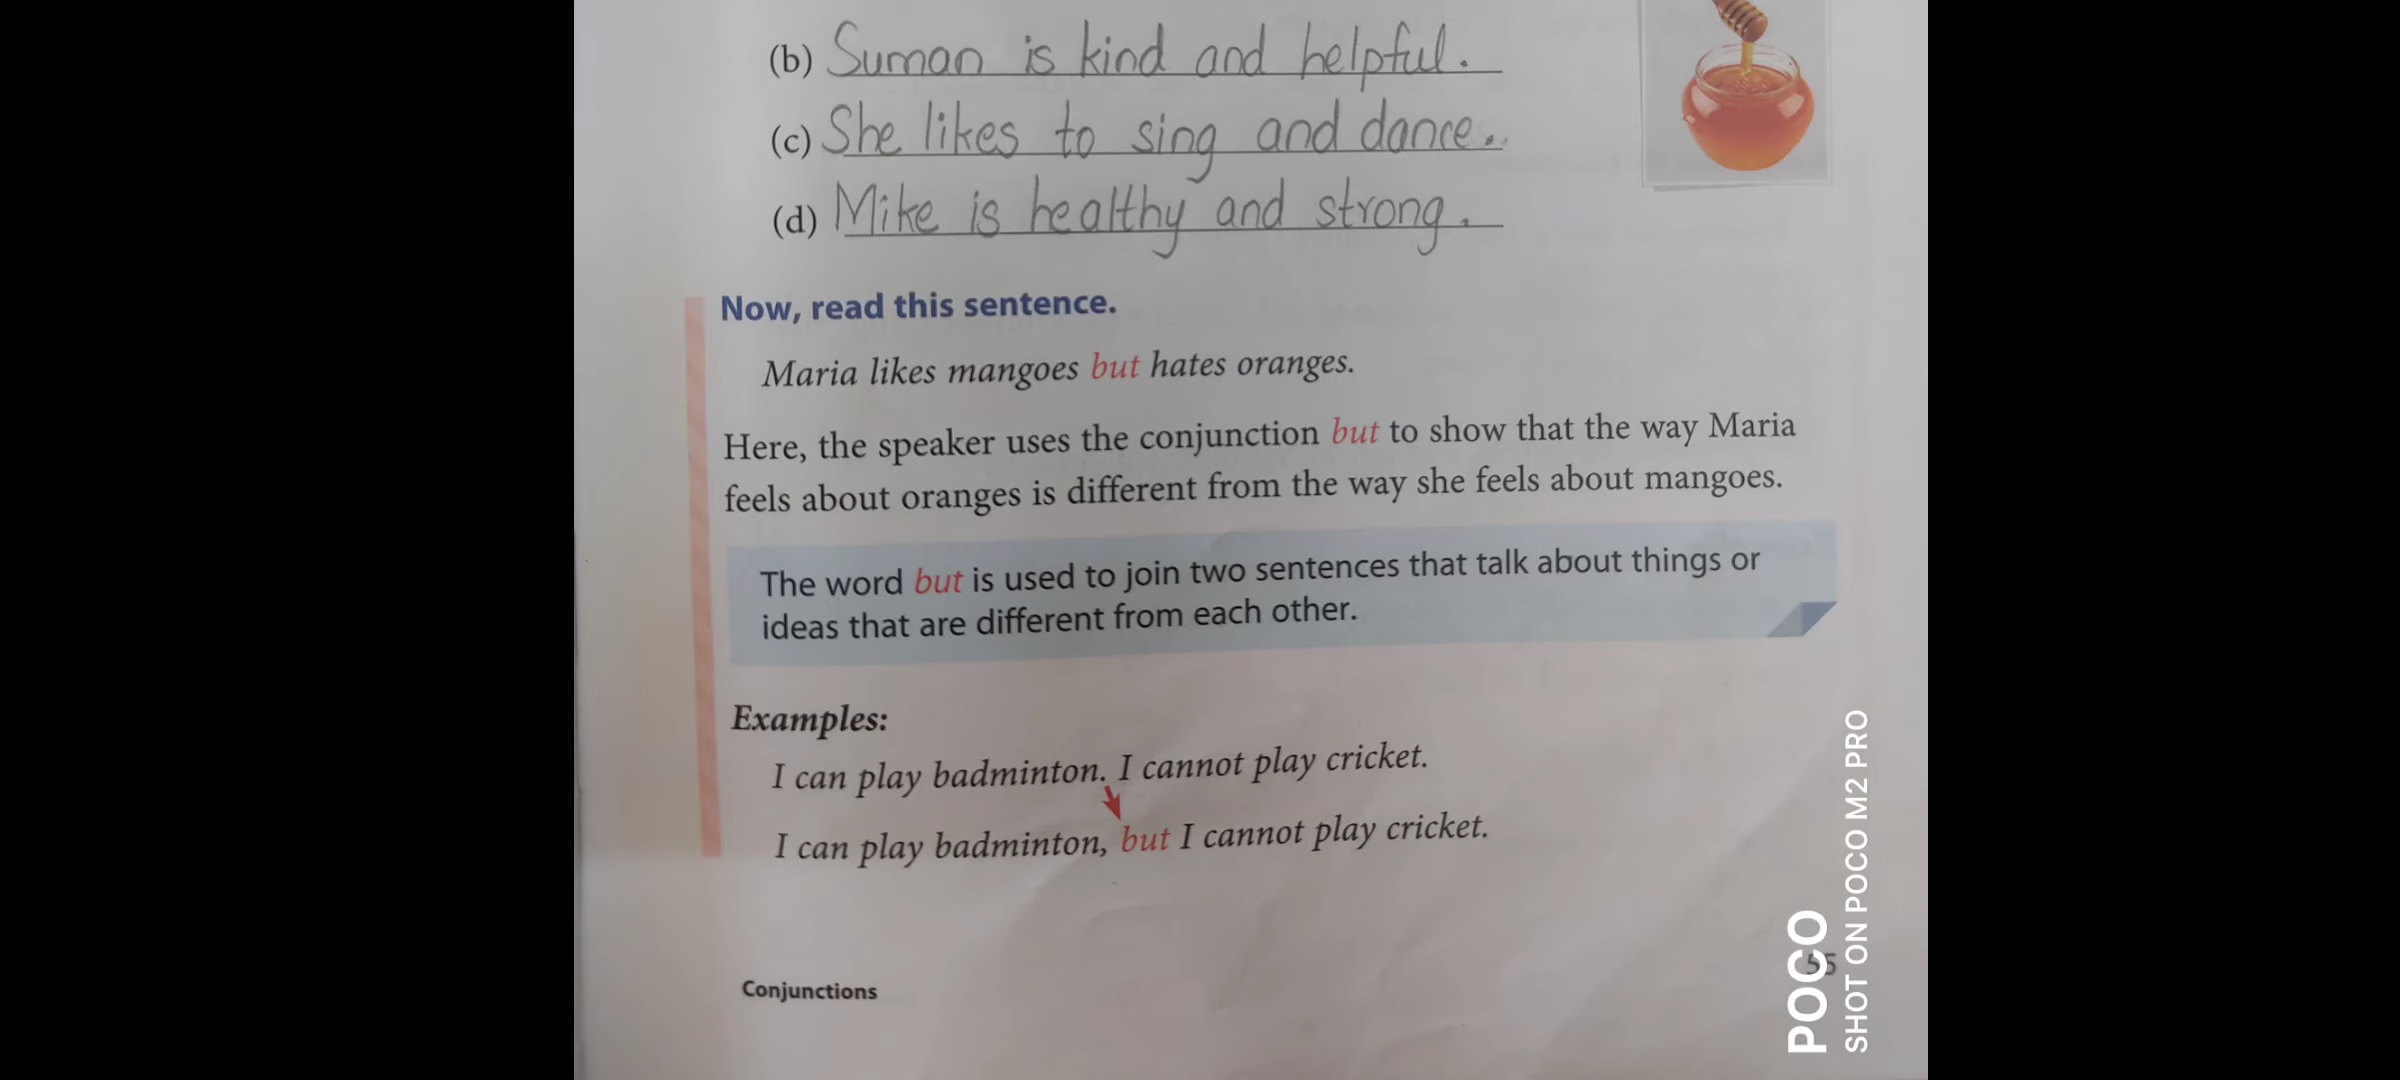 (b) Suman is kind and helpful.
(c) She likes to sing and dance.
(d) Mike is healthy and strong.
Now, read this sentence.
Maria likes mangoes but hates oranges.
Here, the speaker uses the conjunction but to show that the way Maria
feels about oranges is different from the way she feels about mangoes.
The word but is used to join two sentences that talk about things or
ideas that are different from each other.
Examples:
I can play badminton. I cannot play cricket.
I can play badminton, but I cannot play cricket.
Conjunctions
55
POCO
SHOT ON POCO M2 PRO